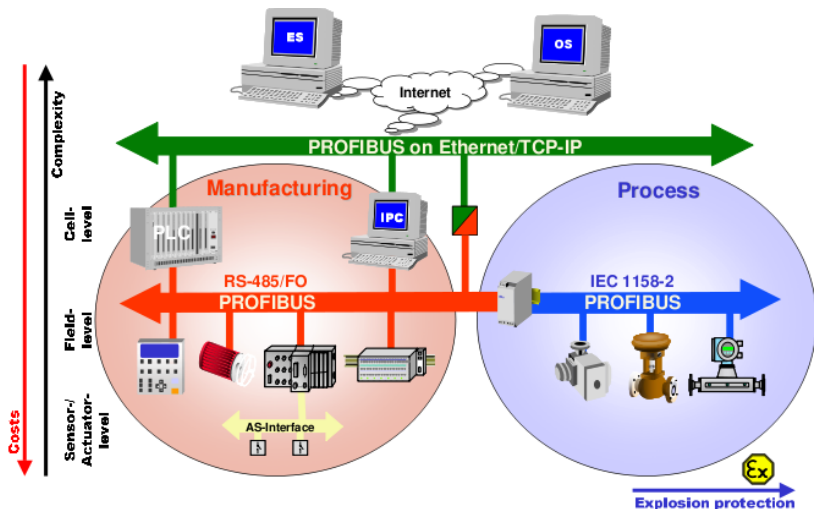 ES
OS
Internet
Complexity
PROFIBUS on Ethernet/TCP-IP
Manufacturing
Process
Cell-
level
PLC
IPC
RS-485/FO
PROFIBUS
IEC 1158-2
PROFIBUS
Field-
level
AS-Interface
Sensor-/
Actuator-
level
Costs
Ex
Explosion protection